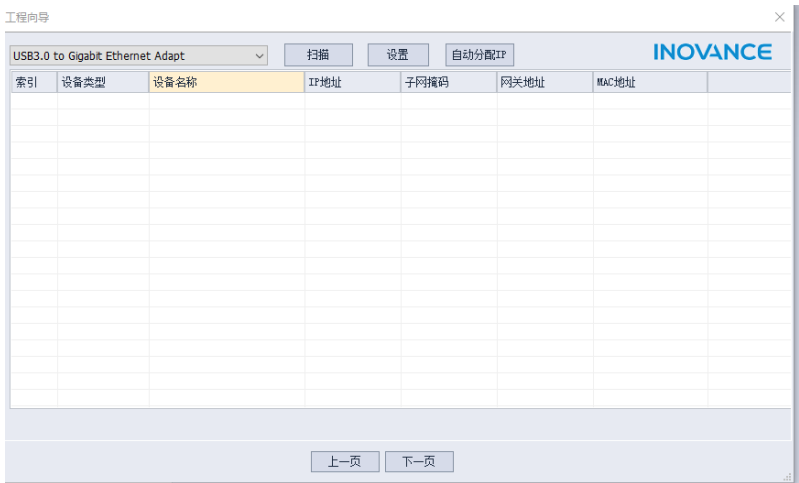 工程向导
USB3.0 to Gigabit Ethernet Adapt 扫描 设置 自动分配IP INOVANCE
索引 设备类型 设备名称 IP地址 子网掩码 网关地址 MAC地址
上一页 下一页